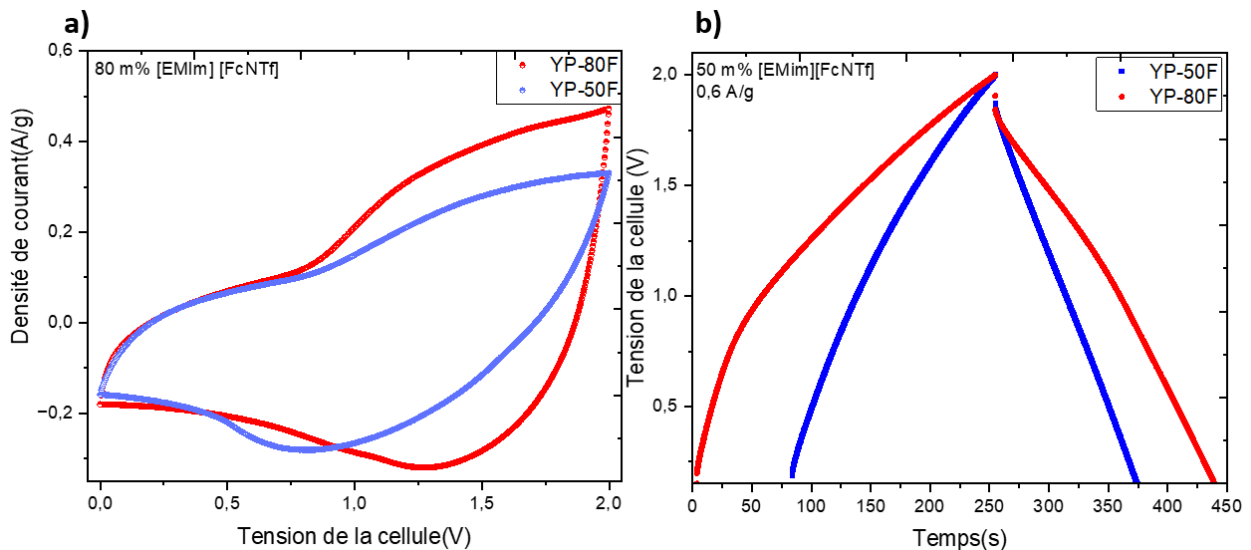 a)
80 m% [EMIm] [FcNTf]
YP-80F
YP-50F
0,6
0,4
0,2
0,0
−0,2
Densité de courant(A/g)
0,0
0,5
1,0
1,5
2,0
Tension de la cellule(V)
b)
50 m% [EMim][FcNTf]
0,6 A/g
YP-50F
YP-80F
2,0
1,5
1,0
0,5
Tension de la cellule (V)
0
50
100
150
200
250
300
350
400
450
Temps(s)